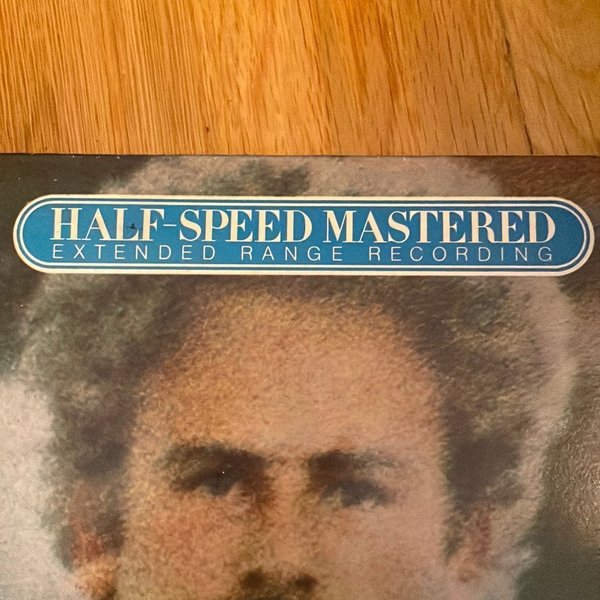 HALF-SPEED MASTERED
EXTENDED RANGE RECORDING